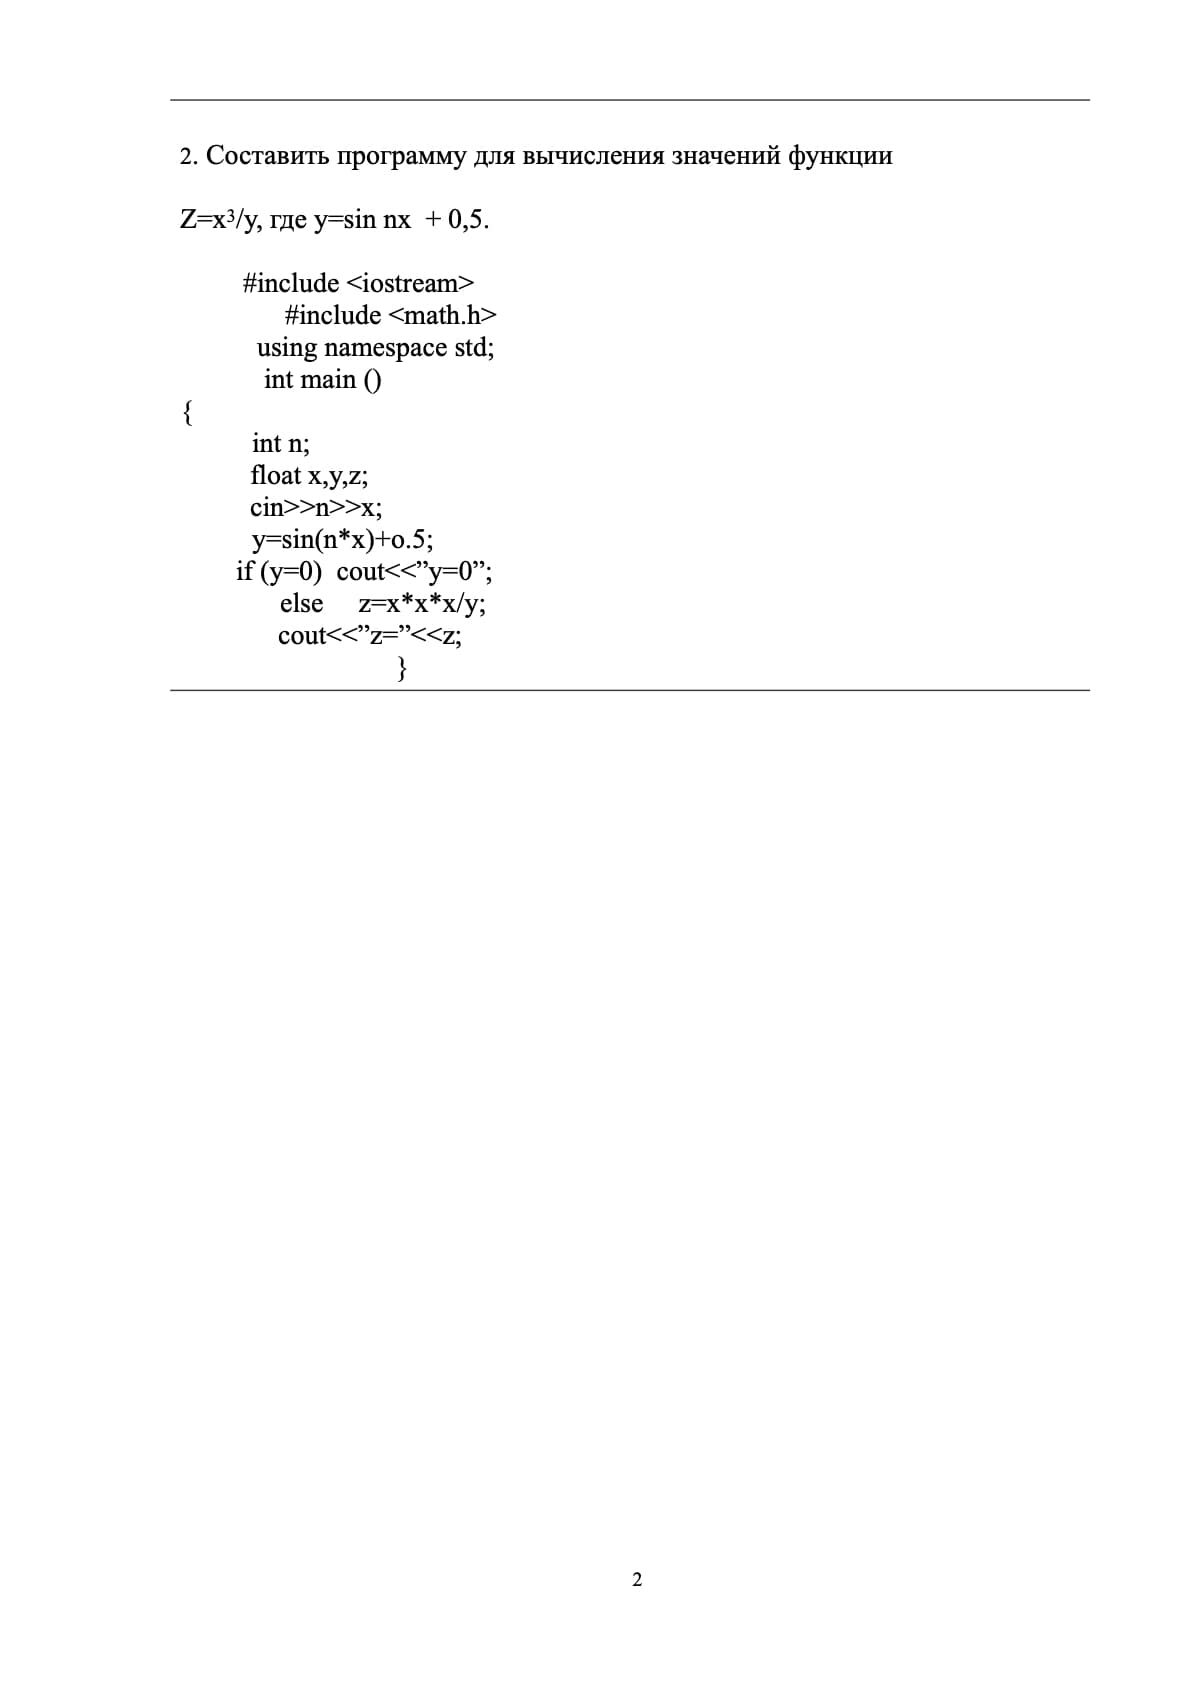 2. Составить программу для вычисления значений функции
Z=x³/y, где y=sin nx  + 0,5.
#include <iostream>
#include <math.h>
using namespace std;
int main ()
{
int n;
float x,y,z;
cin>>n>>x;
y=sin(n*x)+o.5;
if (y=0)  cout<<”y=0”;
else     z=x*x*x/y;
cout<<”z=”<<z;
}
2